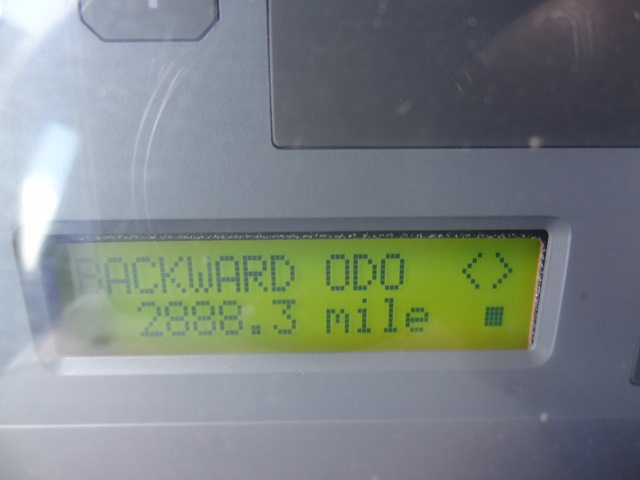 BACKWARD ODO <>
2888.3 mile